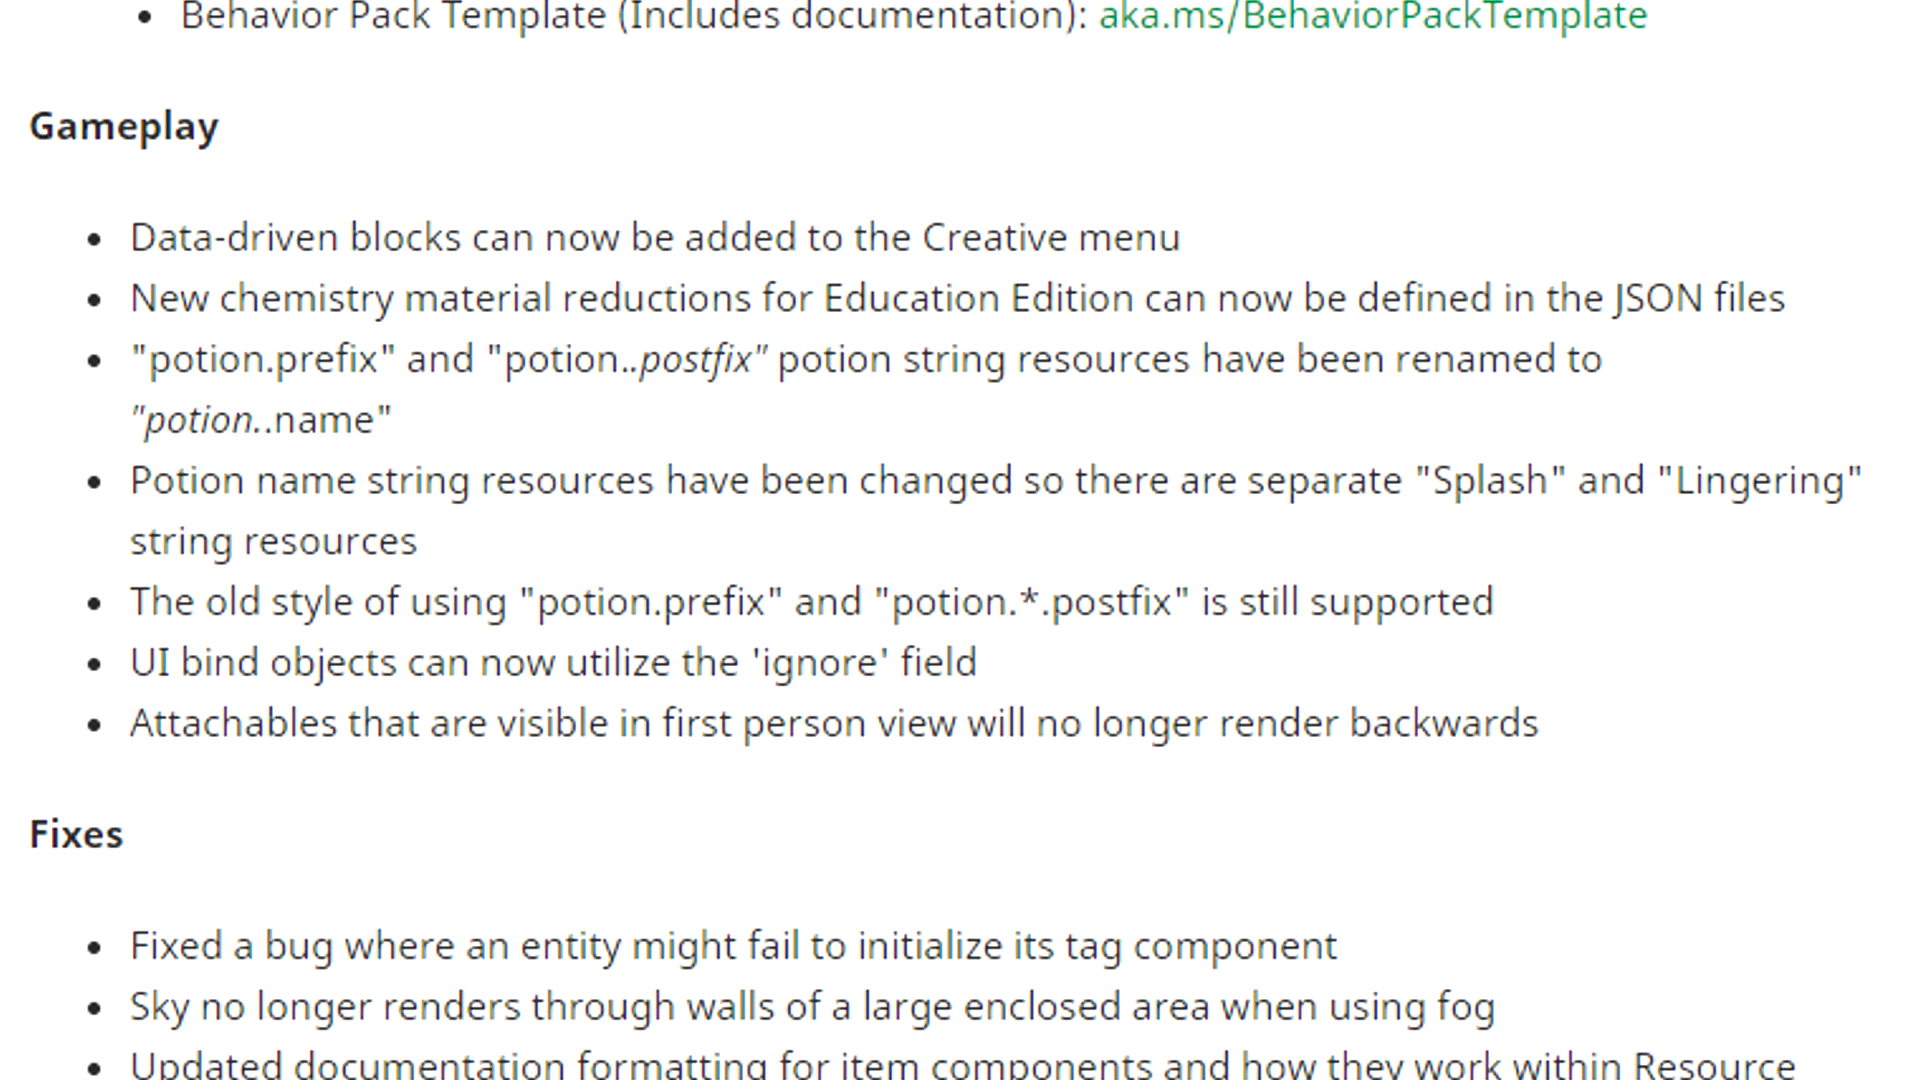 • Behavior Pack Template (Includes documentation): aka.ms/BehaviorPackTemplate
Gameplay
• Data-driven blocks can now be added to the Creative menu
• New chemistry material reductions for Education Edition can now be defined in the JSON files
• "potion.prefix" and "potion..postfix" potion string resources have been renamed to
"potion..name"
• Potion name string resources have been changed so there are separate "Splash" and "Lingering"
string resources
• The old style of using "potion.prefix" and "potion.*.postfix" is still supported
• UI bind objects can now utilize the 'ignore' field
• Attachables that are visible in first person view will no longer render backwards
Fixes
• Fixed a bug where an entity might fail to initialize its tag component
• Sky no longer renders through walls of a large enclosed area when using fog
• Updated documentation formatting for item components and how they work within Resource